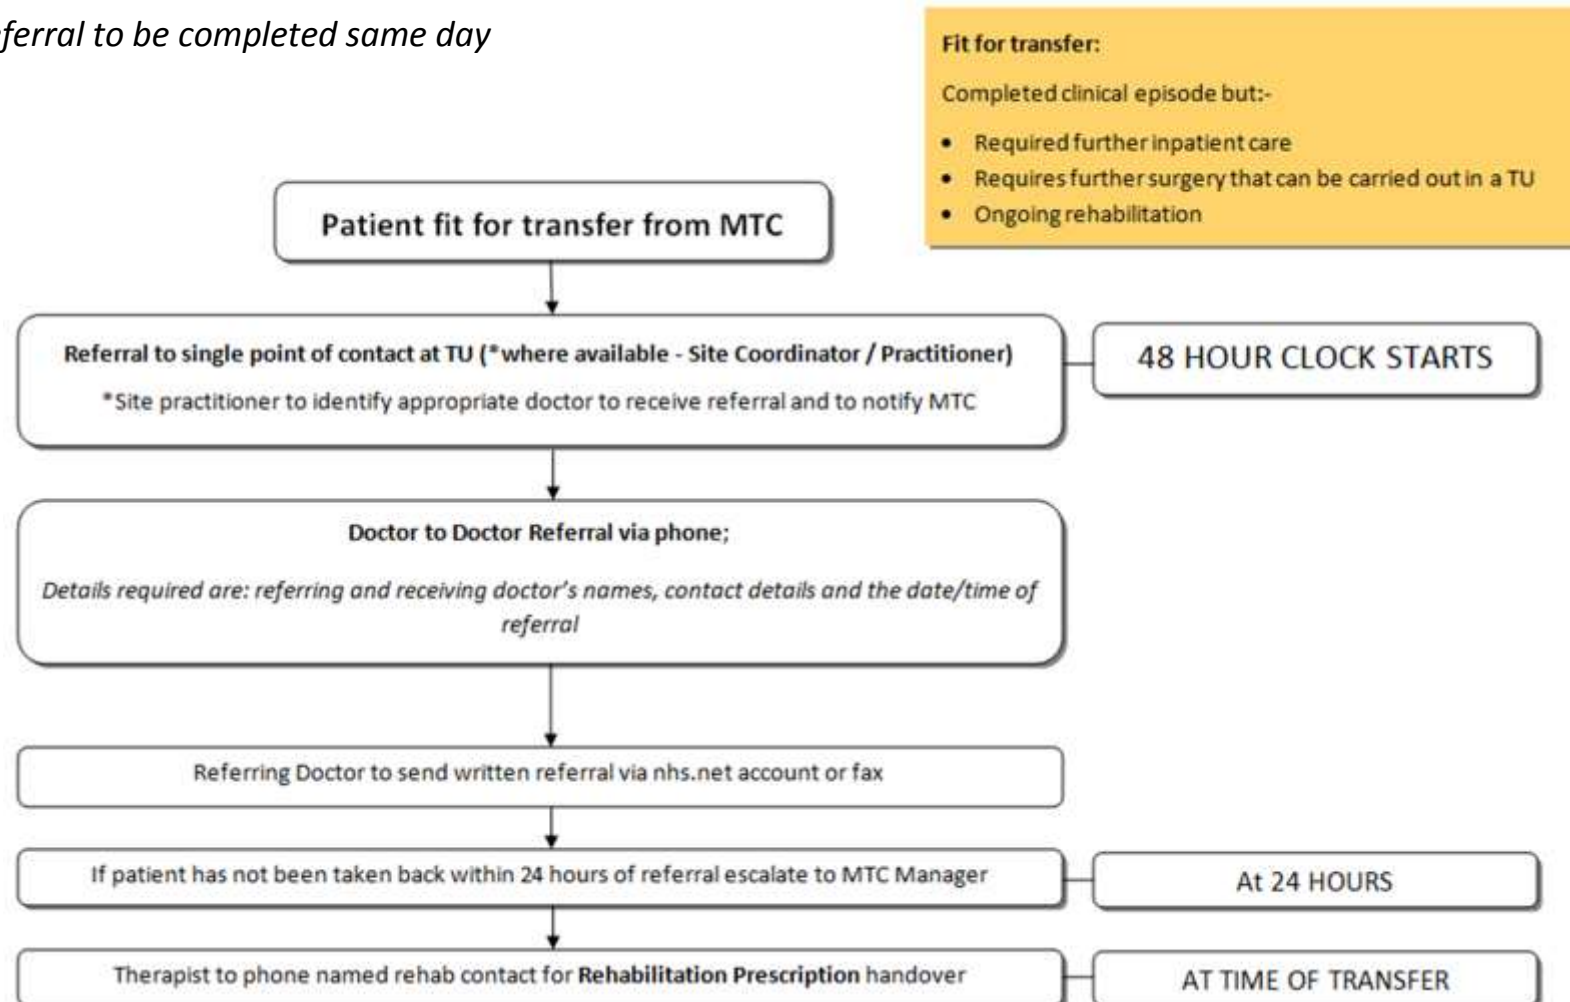 ferral to be completed same day
Fit for transfer:
Completed clinical episode but:-
• Required further inpatient care
• Requires further surgery that can be carried out in a TU
• Ongoing rehabilitation
Patient fit for transfer from MTC
Referral to single point of contact at TU (*where available - Site Coordinator / Practitioner)
*Site practitioner to identify appropriate doctor to receive referral and to notify MTC
48 HOUR CLOCK STARTS
Doctor to Doctor Referral via phone;
Details required are: referring and receiving doctor's names, contact details and the date/time of
referral
Referring Doctor to send written referral via nhs.net account or fax
If patient has not been taken back within 24 hours of referral escalate to MTC Manager
At 24 HOURS
Therapist to phone named rehab contact for Rehabilitation Prescription handover
AT TIME OF TRANSFER